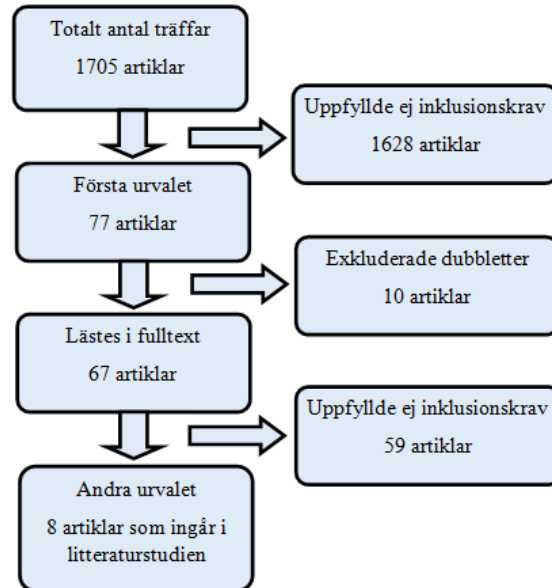 Totalt antal träffar
1705 artiklar
Uppfyllde ej inklusionskrav
1628 artiklar
Första urvalet
77 artiklar
Exkluderade dubbletter
10 artiklar
Lästes i fulltext
67 artiklar
Uppfyllde ej inklusionskrav
59 artiklar
Andra urvalet
8 artiklar som ingår i
litteraturstudien